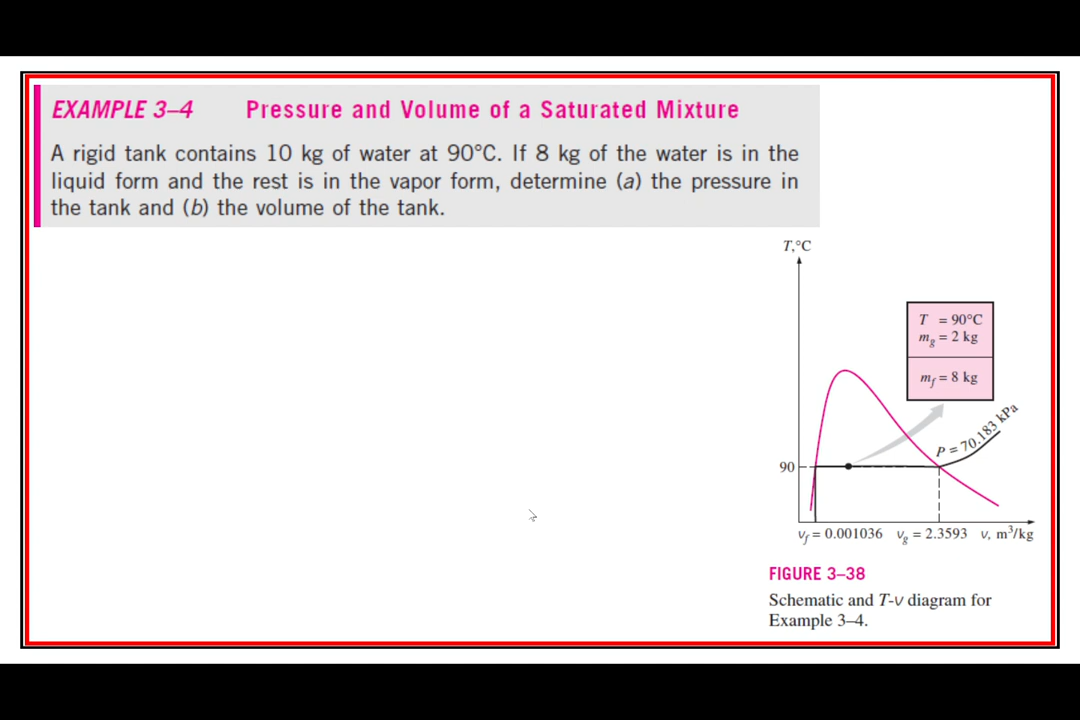 EXAMPLE 3–4 Pressure and Volume of a Saturated Mixture
A rigid tank contains 10 kg of water at 90°C. If 8 kg of the water is in the
liquid form and the rest is in the vapor form, determine (a) the pressure in
the tank and (b) the volume of the tank.
T,°C
T = 90°C
mg = 2 kg
mf = 8 kg
P = 70.183 kPa
90
vf = 0.001036 vg = 2.3593 v, m³/kg
FIGURE 3–38
Schematic and T-v diagram for
Example 3–4.